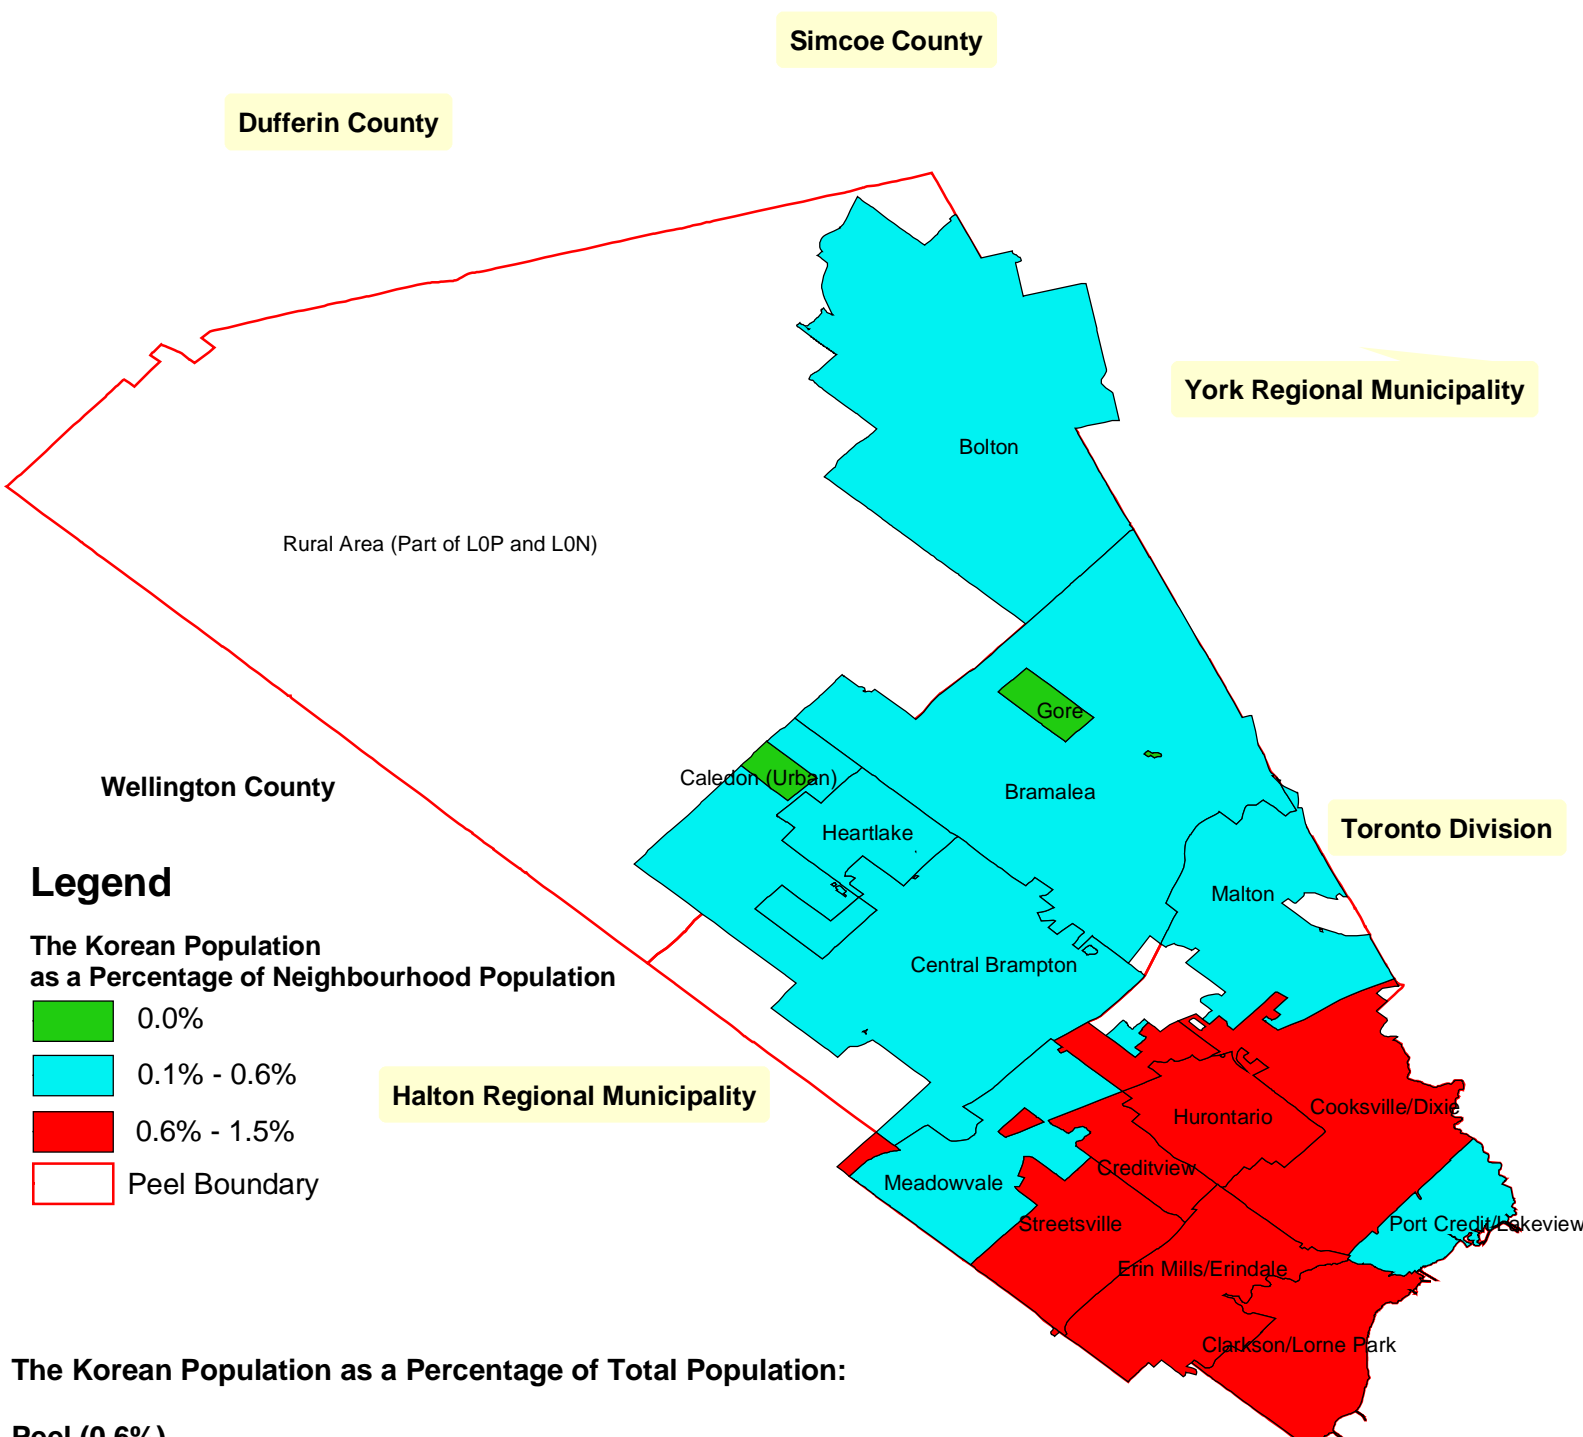 Simcoe County
Dufferin County
York Regional Municipality
Bolton
Rural Area (Part of L0P and L0N)
Gore
Caledon (Urban)
Wellington County
Bramalea
Heartlake
Toronto Division
Legend
Malton
The Korean Population
as a Percentage of Neighbourhood Population
Central Brampton
0.0%
0.1% - 0.6%
Halton Regional Municipality
Cooksville/Dixie
Hurontario
0.6% - 1.5%
Creditview
Peel Boundary
Meadowvale
Streetsville
Port Credit/Lakeview
Erin Mills/Erindale
Clarkson/Lorne Park
The Korean Population as a Percentage of Total Population:
Peel (0.6%)